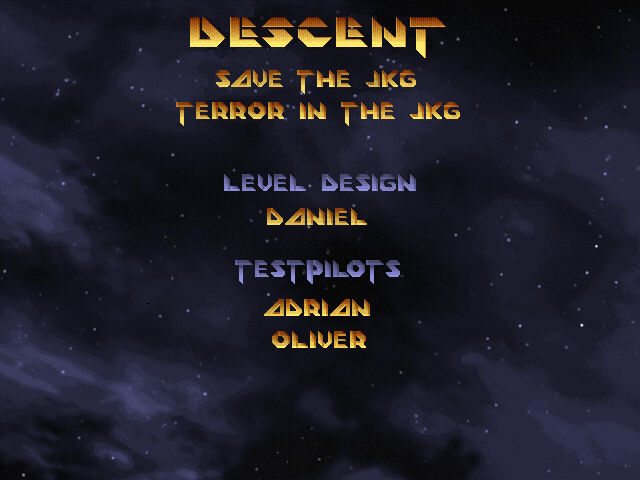 DESCENT
SAVE THE JKG
TERROR IN THE JKG
LEVEL DESIGN
DANIEL
TESTPILOTS
ADRIAN
OLIVER